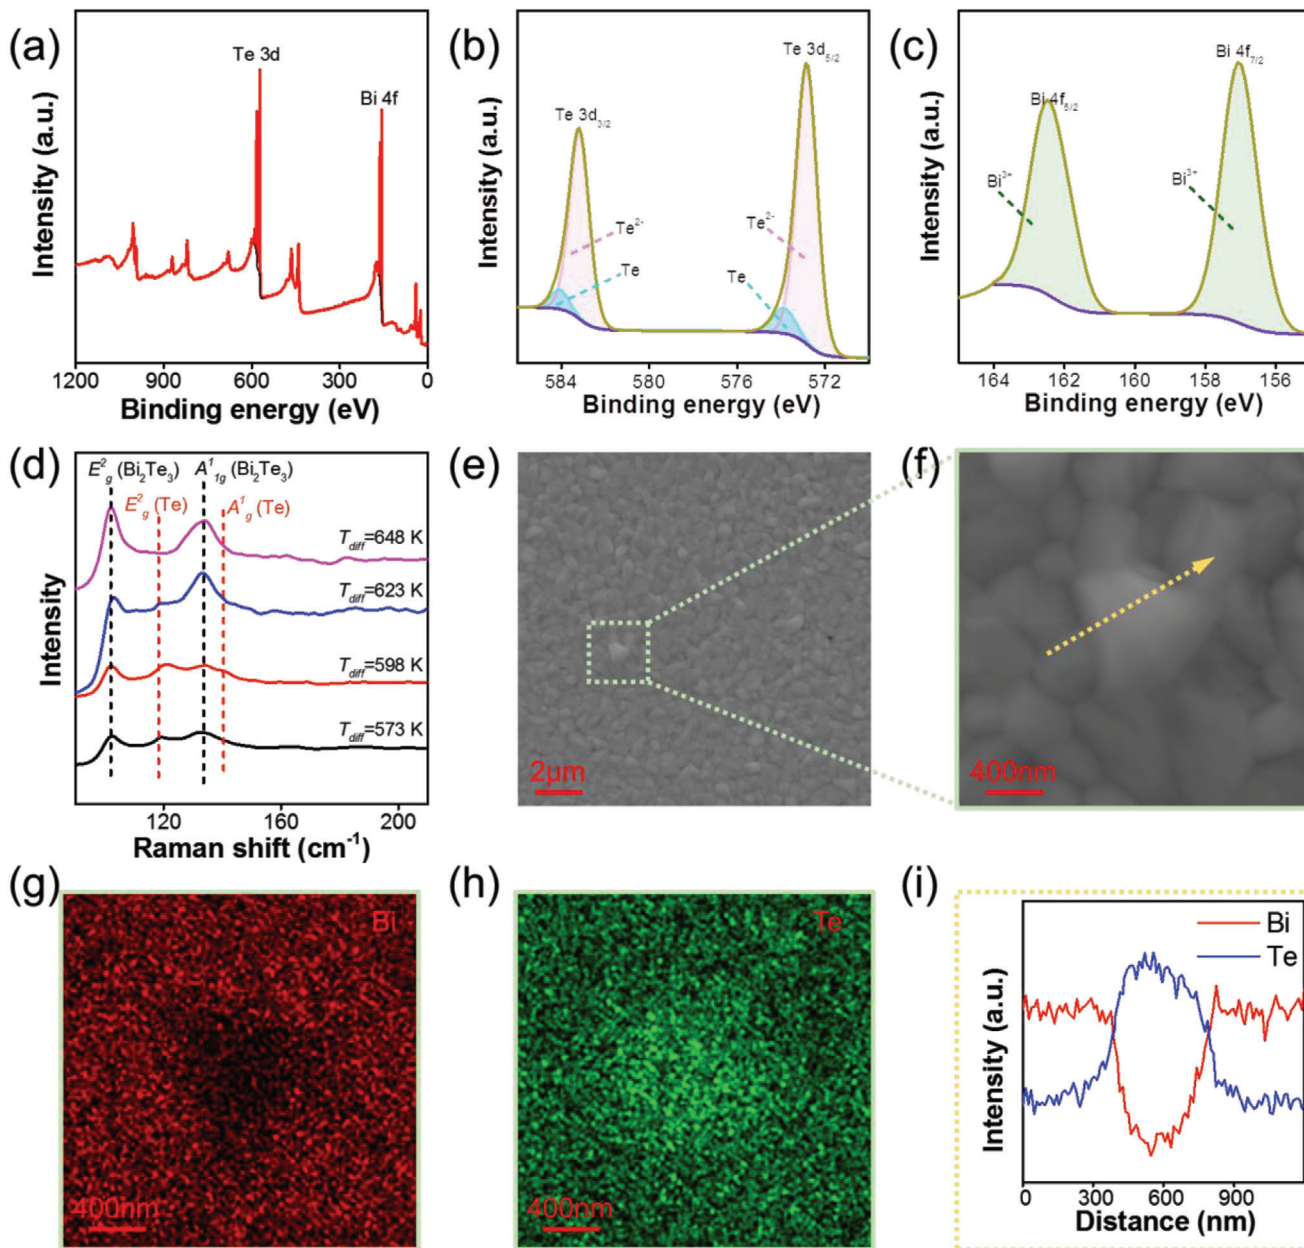 (a)
Te 3d
Bi 4f
Intensity (a.u.)
1200 900 600 300 0
Binding energy (eV)
(b)
Te 3d5/2
Te 3d3/2
Te2-
Te2-
Te
Te
Intensity (a.u.)
584 580 576 572
Binding energy (eV)
(c)
Bi 4f7/2
Bi 4f5/2
Bi3+
Bi3+
Intensity (a.u.)
164 162 160 158 156
Binding energy (eV)
(d)
E2g (Bi2Te3) A11g (Bi2Te3)
E2g (Te) A1g (Te)
Tdiff=648 K
Tdiff=623 K
Tdiff=598 K
Tdiff=573 K
Intensity
120 160 200
Raman shift (cm-1)
(e)
2μm
(f)
400nm
(g)
Bi
400nm
(h)
Te
400nm
(i)
Bi
Te
Intensity (a.u.)
0 300 600 900
Distance (nm)